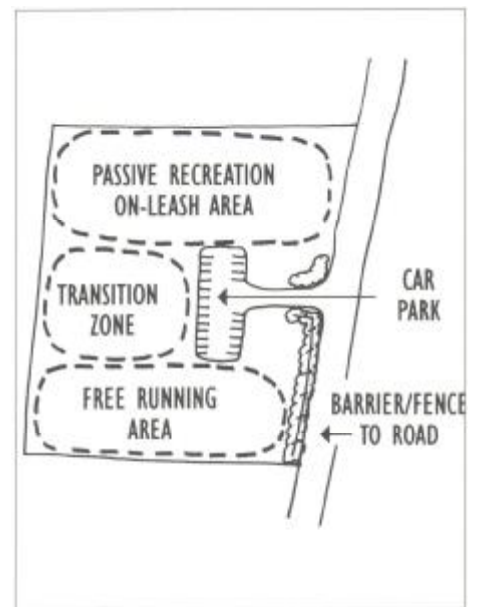 PASSIVE RECREATION
ON-LEASH AREA
TRANSITION
ZONE
CAR
PARK
FREE RUNNING
AREA
BARRIER/FENCE
TO ROAD